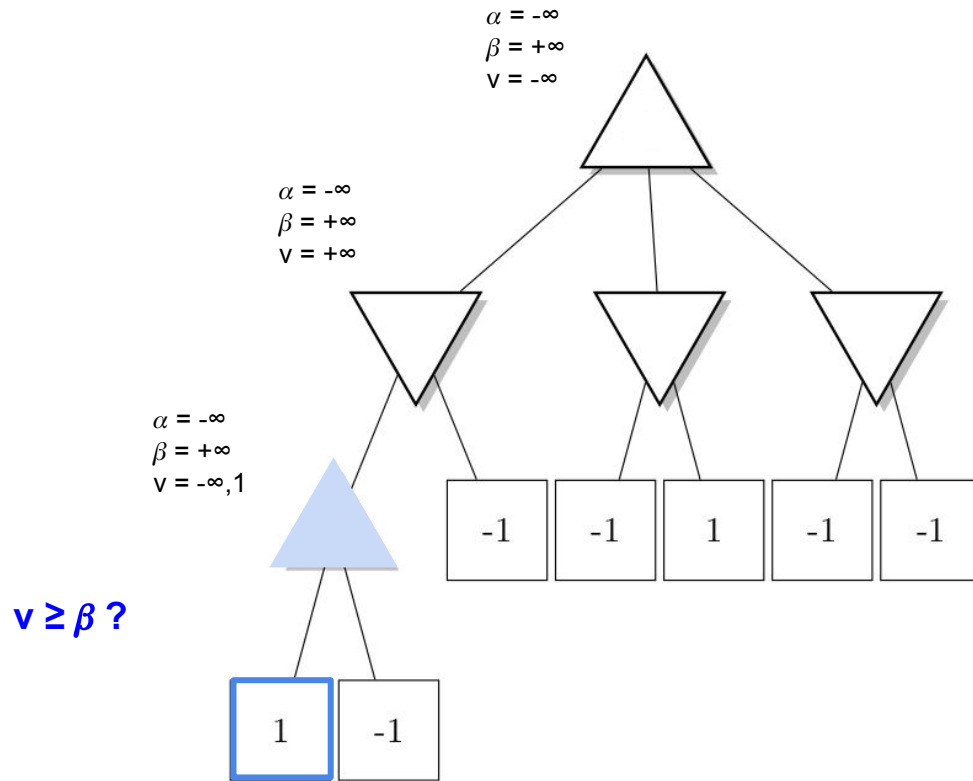 α = -∞
β = +∞
v = -∞
α = -∞
β = +∞
v = +∞
α = -∞
β = +∞
v = -∞,1
-1
-1
1
-1
-1
v ≥ β ?
1
-1